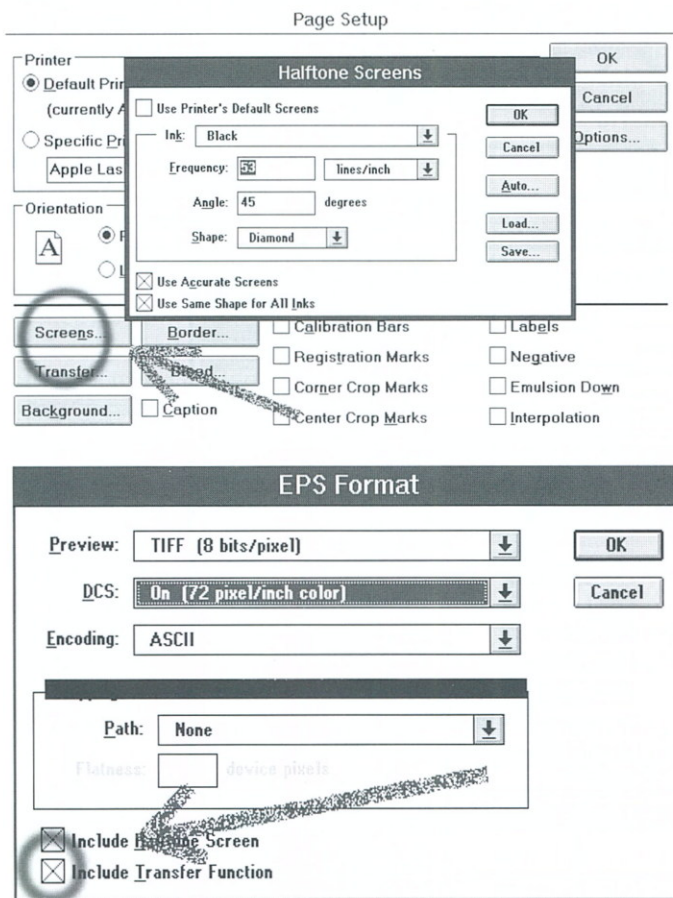 Page Setup
Printer
OK
Default Prin
Halftone Screens
(currently A
Use Printer's Default Screens
OK
Cancel
Ink: Black
Specific Pri
Cancel
Options...
Apple Las
Frequency: lines/inch
Auto...
Orientation
Angle: 45 degrees
Load...
A
Shape: Diamond
Save...
Use Accurate Screens
Use Same Shape for All Inks
Screens... Border... Calibration Bars Labels
Transfer... Bleed... Registration Marks Negative
Corner Crop Marks Emulsion Down
Background... Caption Center Crop Marks Interpolation
EPS Format
Preview: TIFF (8 bits/pixel) OK
DCS: On (72 pixel/inch color) Cancel
Encoding: ASCII
Path: None
Flatness: device pixels
Include Halftone Screen
Include Transfer Function